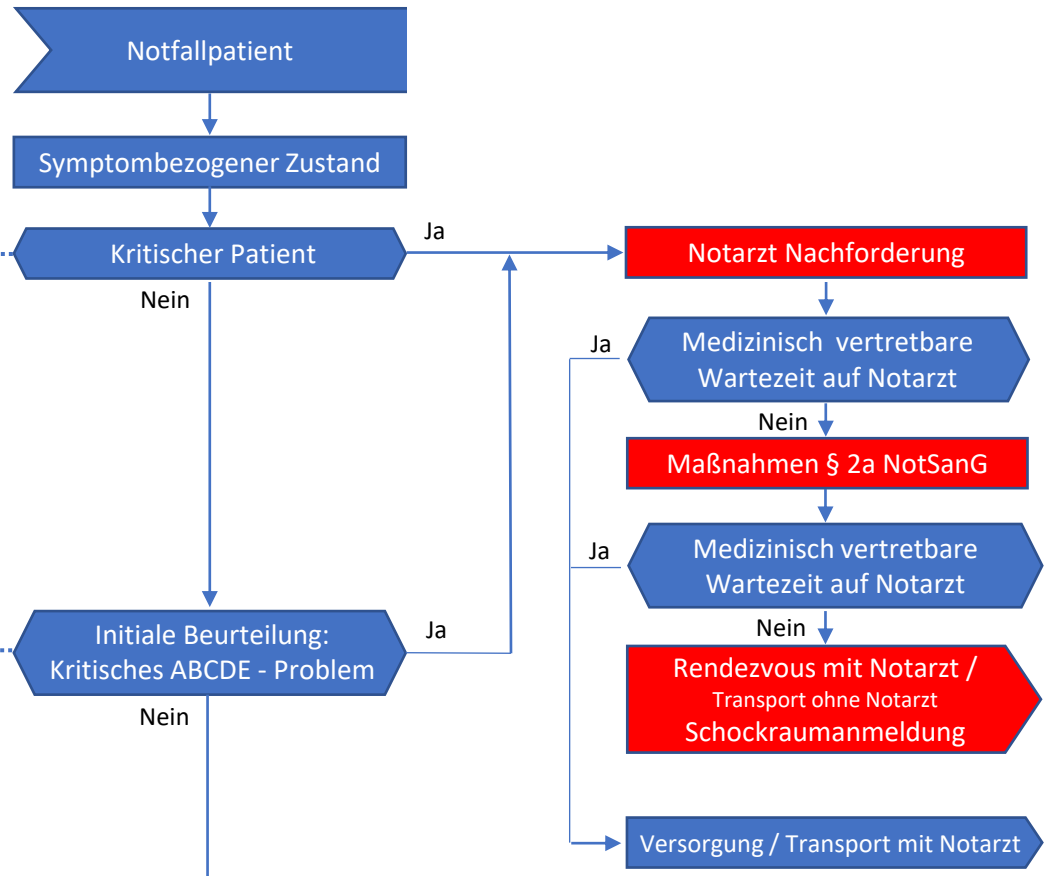 Notfallpatient
Symptombezogener Zustand
Kritischer Patient
Ja
Nein
Notarzt Nachforderung
Ja
Medizinisch vertretbare
Wartezeit auf Notarzt
Nein
Maßnahmen § 2a NotSanG
Ja
Medizinisch vertretbare
Wartezeit auf Notarzt
Nein
Initiale Beurteilung:
Kritisches ABCDE - Problem
Ja
Nein
Rendezvous mit Notarzt /
Transport ohne Notarzt
Schockraumanmeldung
Versorgung / Transport mit Notarzt